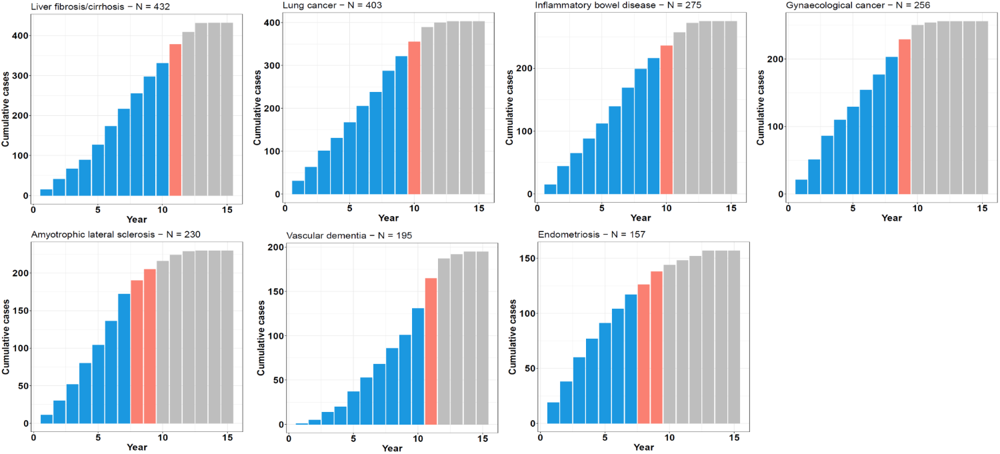 Liver fibrosis/cirrhosis − N = 432
Cumulative cases
400
300
200
100
0
0 5 10 15
Year
Lung cancer − N = 403
Cumulative cases
400
300
200
100
0
0 5 10 15
Year
Inflammatory bowel disease − N = 275
Cumulative cases
200
100
0
0 5 10 15
Year
Gynaecological cancer − N = 256
Cumulative cases
200
100
0
0 5 10 15
Year
Amyotrophic lateral sclerosis − N = 230
Cumulative cases
200
150
100
50
0
0 5 10 15
Year
Vascular dementia − N = 195
Cumulative cases
200
150
100
50
0
0 5 10 15
Year
Endometriosis − N = 157
Cumulative cases
150
100
50
0
0 5 10 15
Year